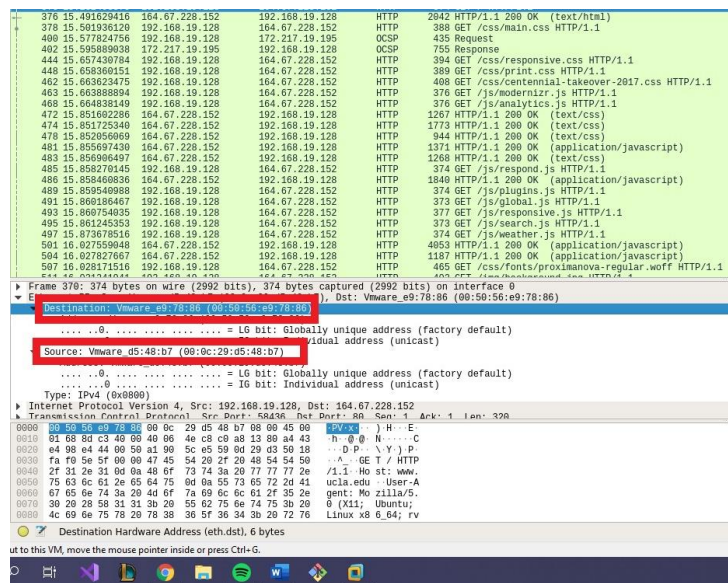 376 15.491629416 164.67.228.152 192.168.19.128 HTTP 2042 HTTP/1.1 200 OK (text/html)
378 15.501936120 192.168.19.128 164.67.228.152 HTTP 388 GET /css/main.css HTTP/1.1
400 15.577824756 192.168.19.128 172.217.19.195 OCSP 435 Request
402 15.595889038 172.217.19.195 192.168.19.128 OCSP 755 Response
444 15.657430784 192.168.19.128 164.67.228.152 HTTP 394 GET /css/responsive.css HTTP/1.1
448 15.658360151 192.168.19.128 164.67.228.152 HTTP 389 GET /css/print.css HTTP/1.1
462 15.663623475 192.168.19.128 164.67.228.152 HTTP 408 GET /css/centennial-takeover-2017.css HTTP/1.1
463 15.663888894 192.168.19.128 164.67.228.152 HTTP 376 GET /js/modernizr.js HTTP/1.1
468 15.664838149 192.168.19.128 164.67.228.152 HTTP 376 GET /js/analytics.js HTTP/1.1
472 15.851602286 164.67.228.152 192.168.19.128 HTTP 1267 HTTP/1.1 200 OK (text/css)
474 15.851725340 164.67.228.152 192.168.19.128 HTTP 1773 HTTP/1.1 200 OK (text/css)
478 15.852056069 164.67.228.152 192.168.19.128 HTTP 944 HTTP/1.1 200 OK (text/css)
481 15.855697430 164.67.228.152 192.168.19.128 HTTP 1371 HTTP/1.1 200 OK (application/javascript)
483 15.856906497 164.67.228.152 192.168.19.128 HTTP 1268 HTTP/1.1 200 OK (text/css)
485 15.858270145 192.168.19.128 164.67.228.152 HTTP 374 GET /js/respond.js HTTP/1.1
486 15.858460836 164.67.228.152 192.168.19.128 HTTP 1840 HTTP/1.1 200 OK (application/javascript)
489 15.859540988 192.168.19.128 164.67.228.152 HTTP 374 GET /js/plugins.js HTTP/1.1
491 15.860186467 192.168.19.128 164.67.228.152 HTTP 373 GET /js/global.js HTTP/1.1
493 15.860754035 192.168.19.128 164.67.228.152 HTTP 377 GET /js/responsive.js HTTP/1.1
495 15.861245353 192.168.19.128 164.67.228.152 HTTP 373 GET /js/search.js HTTP/1.1
497 15.873678516 192.168.19.128 164.67.228.152 HTTP 374 GET /js/weather.js HTTP/1.1
501 16.027559048 164.67.228.152 192.168.19.128 HTTP 4053 HTTP/1.1 200 OK (application/javascript)
504 16.027827667 164.67.228.152 192.168.19.128 HTTP 1187 HTTP/1.1 200 OK (application/javascript)
507 16.028171516 192.168.19.128 164.67.228.152 HTTP 465 GET /css/fonts/proximanova-regular.woff HTTP/1.1
Frame 370: 374 bytes on wire (2992 bits), 374 bytes captured (2992 bits) on interface 0
), Dst: Vmware_e9:78:86 (00:50:56:e9:78:86)
Destination: Vmware_e9:78:86 (00:50:56:e9:78:86)
.... ..0. .... .... .... .... = LG bit: Globally unique address (factory default)
address (unicast)
Source: Vmware_d5:48:b7 (00:0c:29:d5:48:b7)
.... ..0. .... .... .... .... = LG bit: Globally unique address (factory default)
.... ...0 .... .... .... .... = IG bit: Individual address (unicast)
Type: IPv4 (0x0800)
Internet Protocol Version 4, Src: 192.168.19.128, Dst: 164.67.228.152
Transmission Control Protocol, Src Port: 58436, Dst Port: 80, Seq: 1, Ack: 1, Len: 320
0000 00 50 56 e9 78 86 00 0c 29 d5 48 b7 08 00 45 00 ·PV·x··· )·H···E·
0010 01 68 8d c3 40 00 40 06 4e c8 c0 a8 13 80 a4 43 ·h··@·@· N······C
0020 e4 98 e4 44 00 50 a1 90 5c e5 59 0d 29 d3 50 18 ···D·P·· \·Y·)·P·
0030 fa f0 5e 5f 00 00 47 45 54 20 2f 20 48 54 54 50 ··^_··GE T / HTTP
0040 2f 31 2e 31 0d 0a 48 6f 73 74 3a 20 77 77 77 2e /1.1··Ho st: www.
0050 75 63 6c 61 2e 65 64 75 0d 0a 55 73 65 72 2d 41 ucla.edu ··User-A
0060 67 65 6e 74 3a 20 4d 6f 7a 69 6c 6c 61 2f 35 2e gent: Mo zilla/5.
0070 30 20 28 58 31 31 3b 20 55 62 75 6e 74 75 3b 20 0 (X11; Ubuntu;
0080 4c 69 6e 75 78 20 78 38 36 5f 36 34 3b 20 72 76 Linux x8 6_64; rv
Destination Hardware Address (eth.dst), 6 bytes
ut to this VM, move the mouse pointer inside or press Ctrl+G.